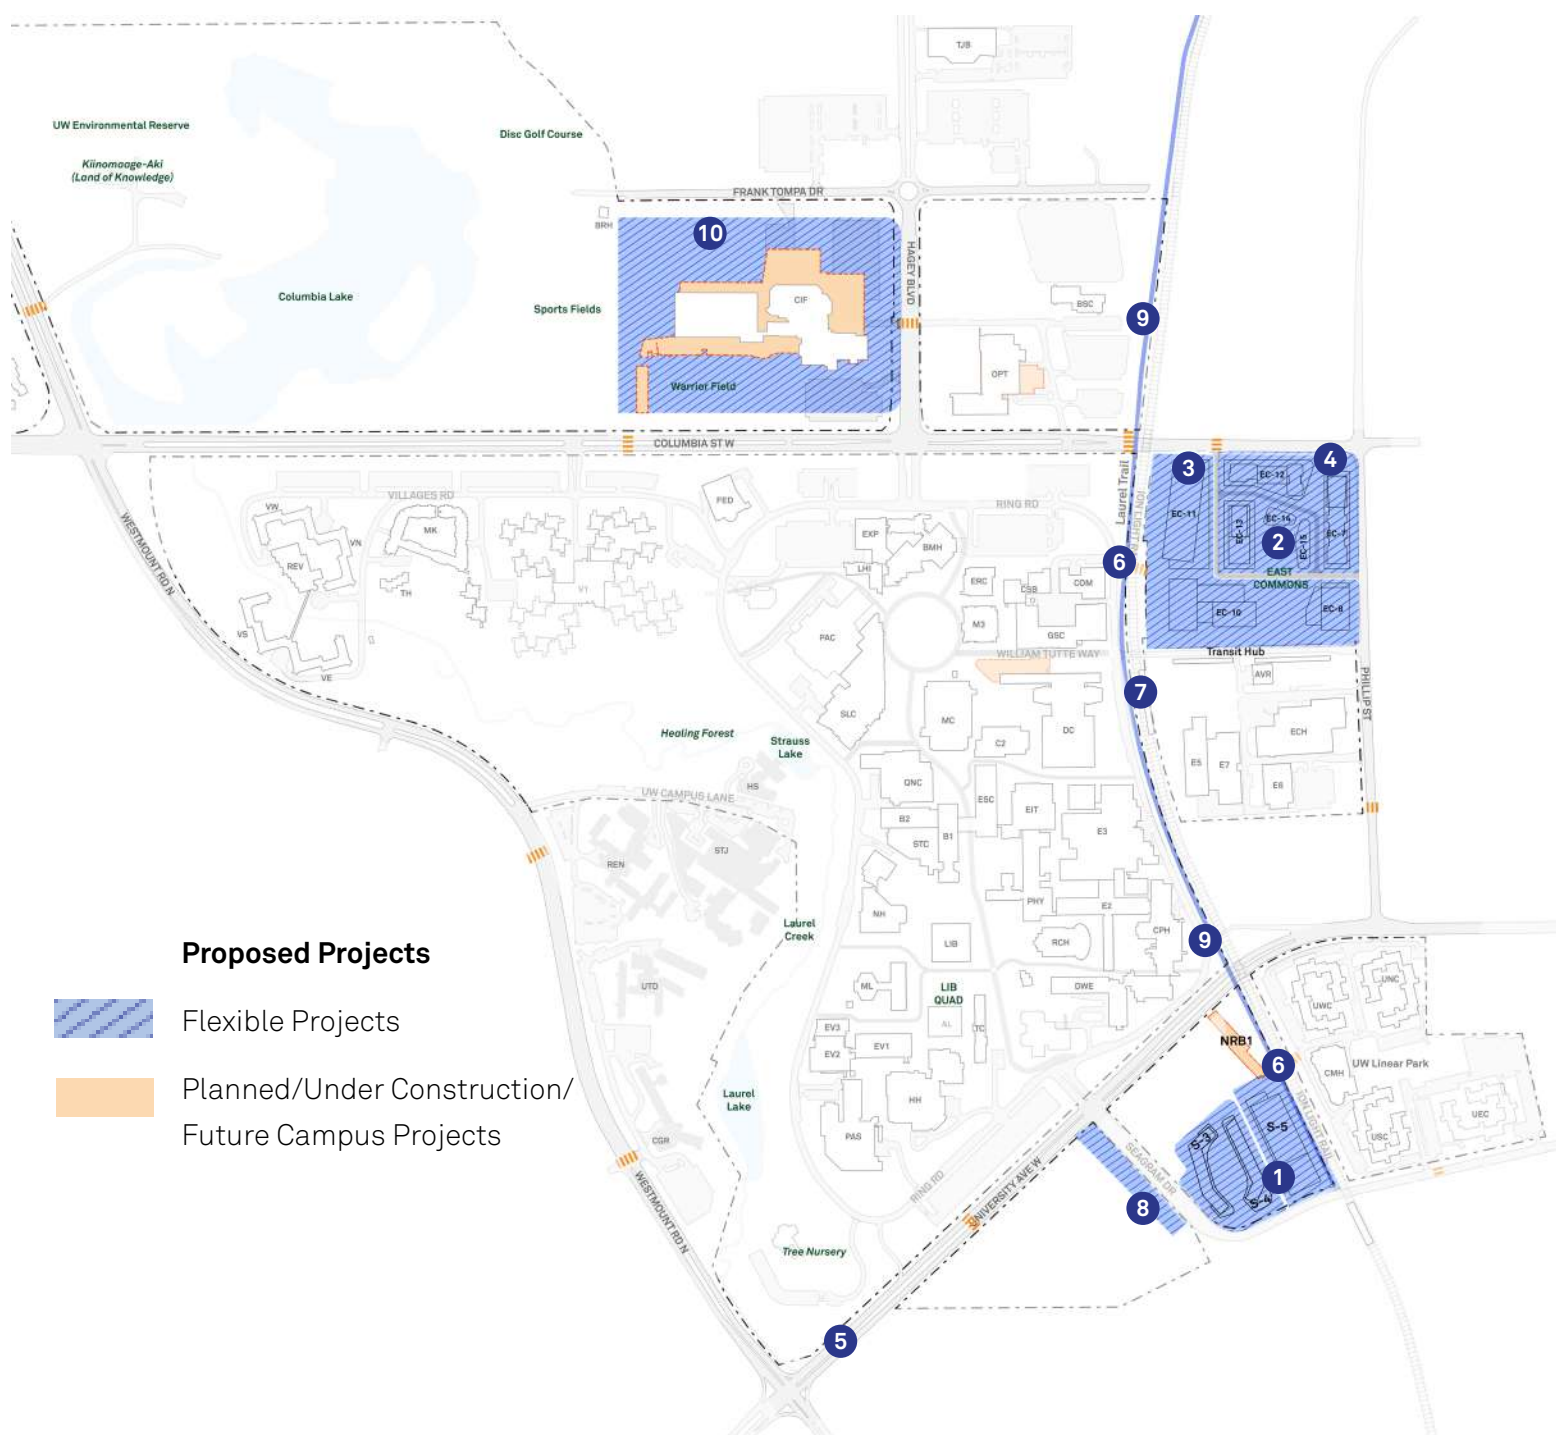 TJB
UW Environmental Reserve
Kiinomaage-Aki
(Land of Knowledge)
Disc Golf Course
FRANK TOMPA DR
BRH
10
HAGEY BLVD
Columbia Lake
Sports Fields
CIF
BSC
9
OPT
Warrior Field
COLUMBIA ST W
Laurel Trail
3
4
EC-12
EC-11
EC-14
EC-13
EC-15
EC-7
2
EAST
COMMONS
EC-10
EC-8
VILLAGES RD
RING RD
FED
VW
MK
VN
REV
TH
V1
VS
VE
EXP
BMH
LHI
ERC
CSB
COM
6
M3
GSC
PAC
WILLIAM TUTTE WAY
Transit Hub
AVR
7
PHILLIP ST
WESTMOUNT RD N
SLC
MC
C2
DC
ECH
E5
E7
E6
Healing Forest
Strauss
Lake
HS
UW CAMPUS LANE
QNC
ESC
EIT
B2
B1
STC
E3
REN
STJ
NH
PHY
E2
LIB
RCH
CPH
9
Laurel
Creek
Proposed Projects
Flexible Projects
Planned/Under Construction/
Future Campus Projects
UTD
ML
LIB
QUAD
DWE
UWC
UNC
EV3
EV2
EV1
AL
TC
NRB1
6
CMH
UW Linear Park
Laurel
Lake
HH
PAS
CGR
ION LIGHT RAIL
USC
UEC
S-3
S-5
S-4
1
SEAGRAM DR
8
RING RD
UNIVERSITY AVE W
WESTMOUNT RD N
Tree Nursery
5